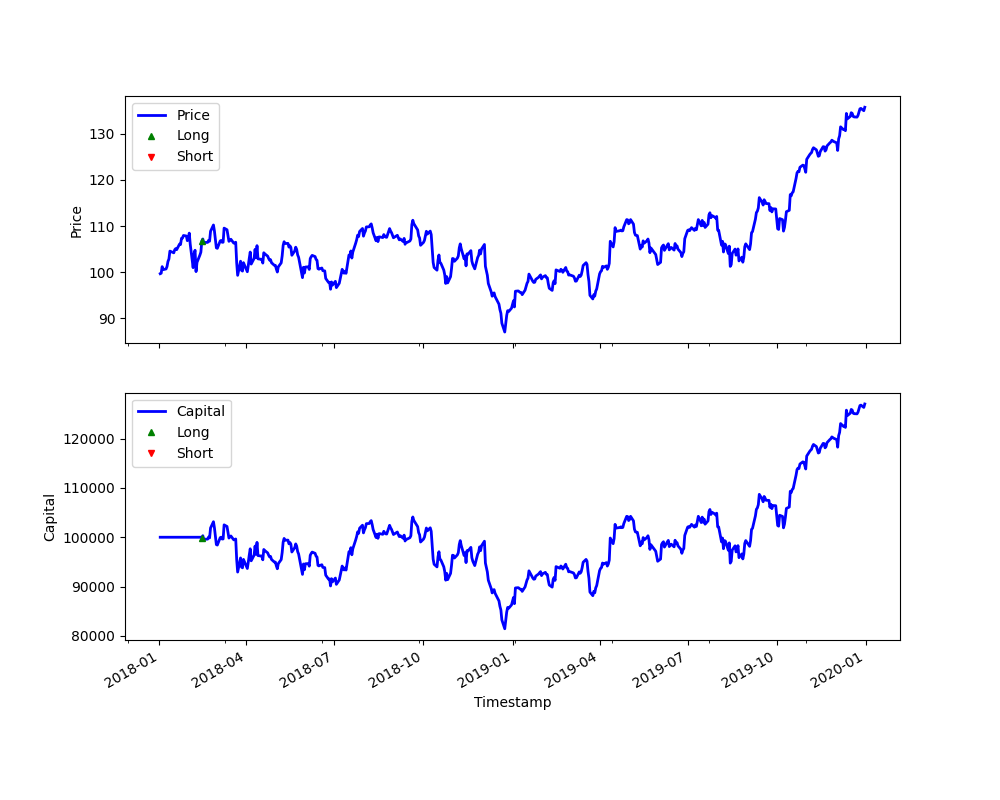 Price
Long
Short
130
120
110
100
90
Price
Capital
Long
Short
120000
110000
100000
90000
80000
Capital
2018-01
2018-04
2018-07
2018-10
2019-01
2019-04
2019-07
2019-10
2020-01
Timestamp